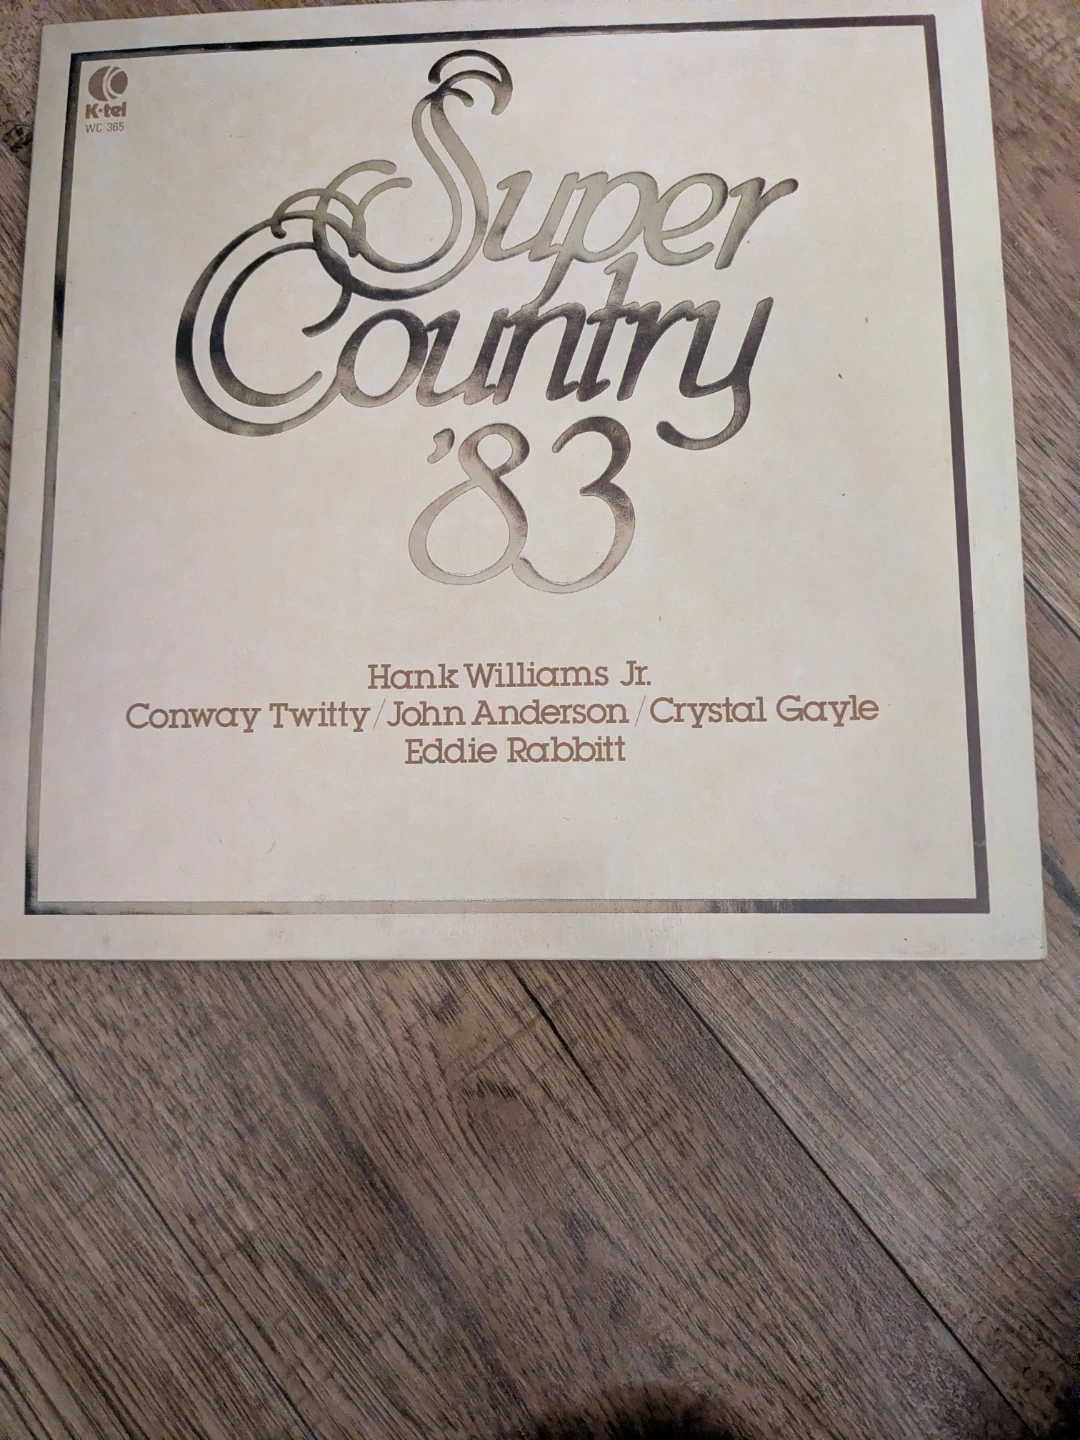 K-tel
WC 365
Super
Country
'83
Hank Williams Jr.
Conway Twitty / John Anderson / Crystal Gayle
Eddie Rabbitt